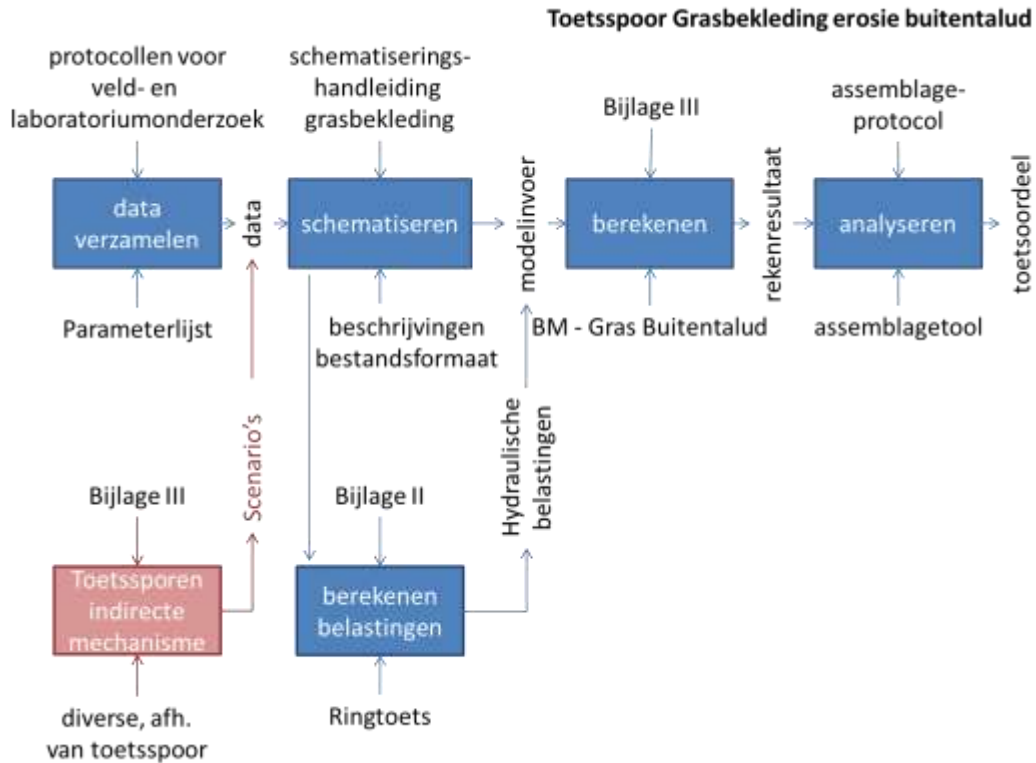 Toetsspoor Grasbekleding erosie buitentalud
protocollen voor
veld- en
laboratoriumonderzoek
schematiserings-
handleiding
grasbekleding
Bijlage III
assemblage-
protocol
data
verzamelen
data
schematiseren
modelinvoer
berekenen
rekenresultaat
analyseren
toetsoordeel
Parameterlijst
beschrijvingen
bestandsformaat
BM - Gras Buitentalud
assemblagetool
Scenario's
Hydraulische
belastingen
Bijlage III
Bijlage II
Toetssporen
indirecte
mechanisme
berekenen
belastingen
diverse, afh.
van toetsspoor
Ringtoets